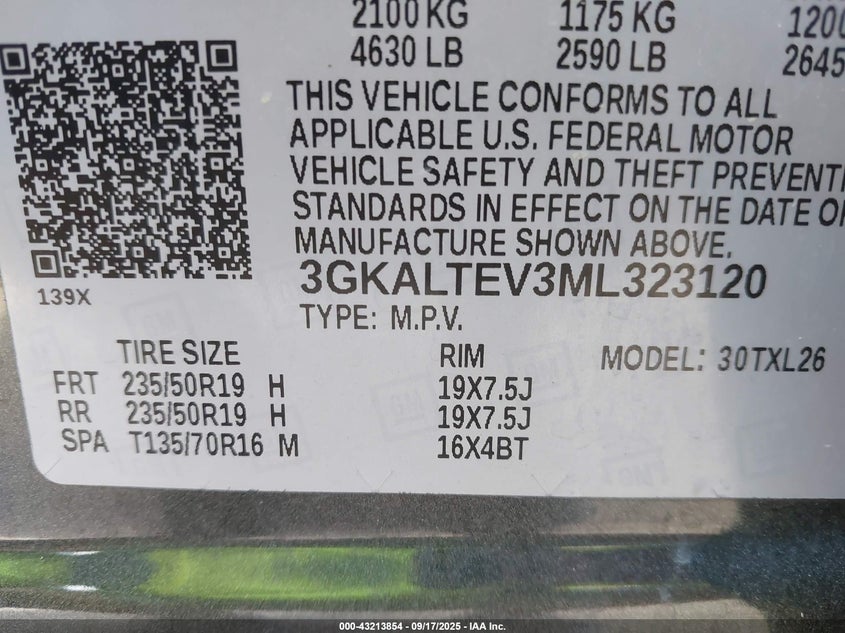 2100 KG 1175 KG 1200
4630 LB 2590 LB 2645
THIS VEHICLE CONFORMS TO ALL
APPLICABLE U.S. FEDERAL MOTOR
VEHICLE SAFETY AND THEFT PREVENTI
STANDARDS IN EFFECT ON THE DATE OF
MANUFACTURE SHOWN ABOVE.
139X
3GKALTEV3ML323120
TYPE: M.P.V.
TIRE SIZE RIM MODEL: 30TXL26
FRT 235/50R19 H 19X7.5J
RR 235/50R19 H 19X7.5J
SPA T135/70R16 M 16X4BT
000-43213854 - 09/17/2025 - IAA Inc.